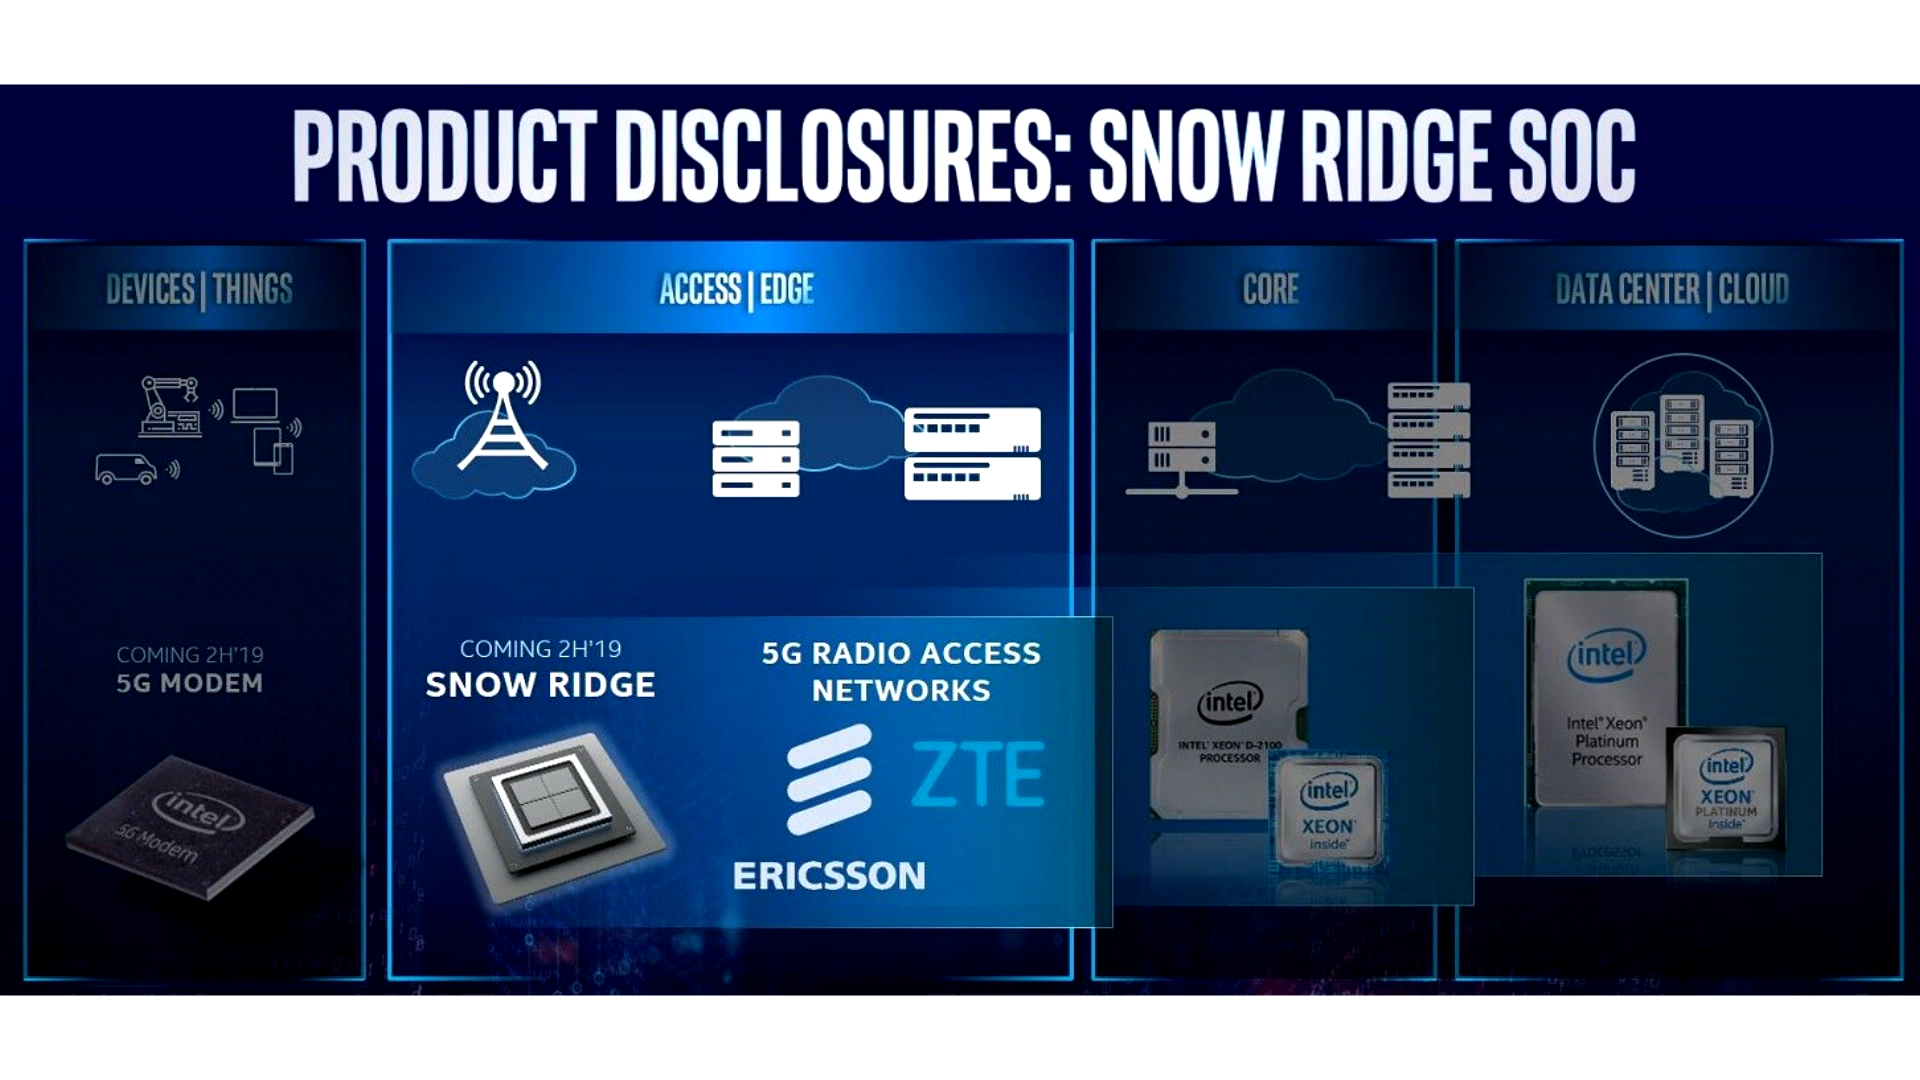 PRODUCT DISCLOSURES: SNOW RIDGE SOC
DEVICES | THINGS
COMING 2H'19
5G MODEM
intel
5G Modem
ACCESS | EDGE
COMING 2H'19
SNOW RIDGE
5G RADIO ACCESS
NETWORKS
ERICSSON
ZTE
CORE
intel
INTEL® XEON® D-2100
PROCESSOR
intel
XEON®
inside™
DATA CENTER | CLOUD
intel
Intel® Xeon®
Platinum
Processor
intel
XEON®
PLATINUM
inside™